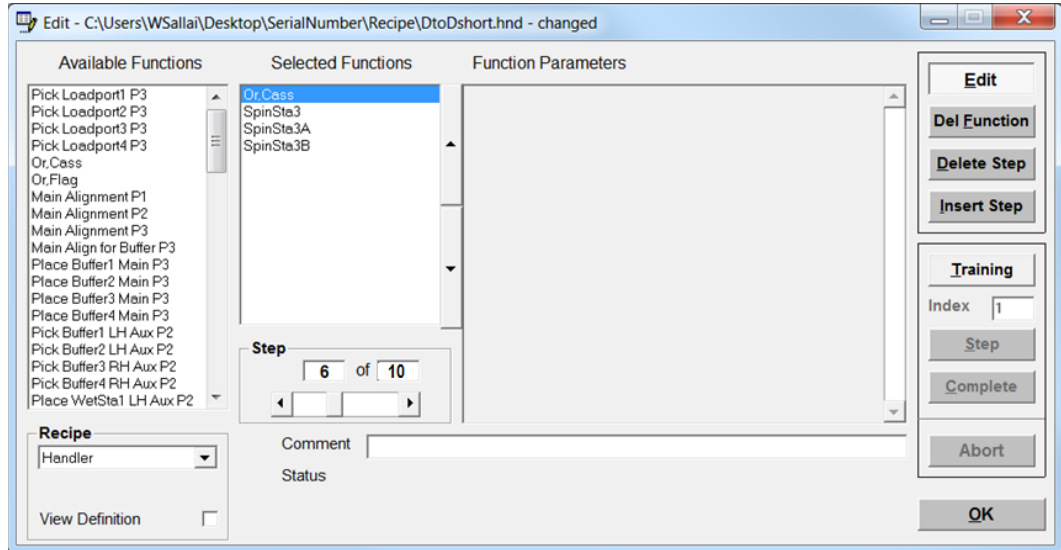 Edit - C:\Users\WSallai\Desktop\SerialNumber\Recipe\DtoDshort.hnd - changed
Available Functions
Pick Loadport1 P3
Pick Loadport2 P3
Pick Loadport3 P3
Pick Loadport4 P3
Or,Cass
Or,Flag
Main Alignment P1
Main Alignment P2
Main Alignment P3
Main Align for Buffer P3
Place Buffer1 Main P3
Place Buffer2 Main P3
Place Buffer3 Main P3
Place Buffer4 Main P3
Pick Buffer1 LH Aux P2
Pick Buffer2 LH Aux P2
Pick Buffer3 RH Aux P2
Pick Buffer4 RH Aux P2
Place WetSta1 LH Aux P2
Recipe
Handler
View Definition
Selected Functions
Or,Cass
SpinSta3
SpinSta3A
SpinSta3B
Step
6 of 10
Function Parameters
Comment
Status
Edit
Del Function
Delete Step
Insert Step
Training
Index 1
Step
Complete
Abort
OK